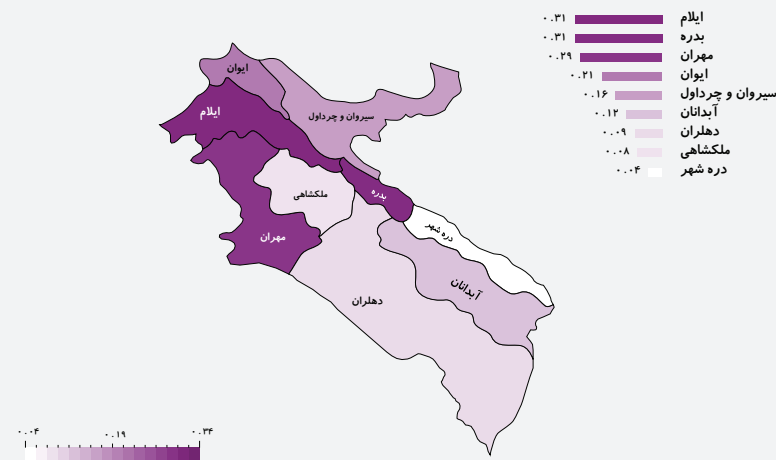 ایلام ۰.۳۱
بدره ۰.۳۱
مهران ۰.۲۹
ایوان ۰.۲۱
سیروان و چرداول ۰.۱۶
آبدانان ۰.۱۲
دهلران ۰.۰۹
ملکشاهی ۰.۰۸
دره شهر ۰.۰۴
ایوان
ایلام
سیروان و چرداول
ملکشاهی
بدره
مهران
دره شهر
آبدانان
دهلران
۰.۰۴ ۰.۱۹ ۰.۳۴